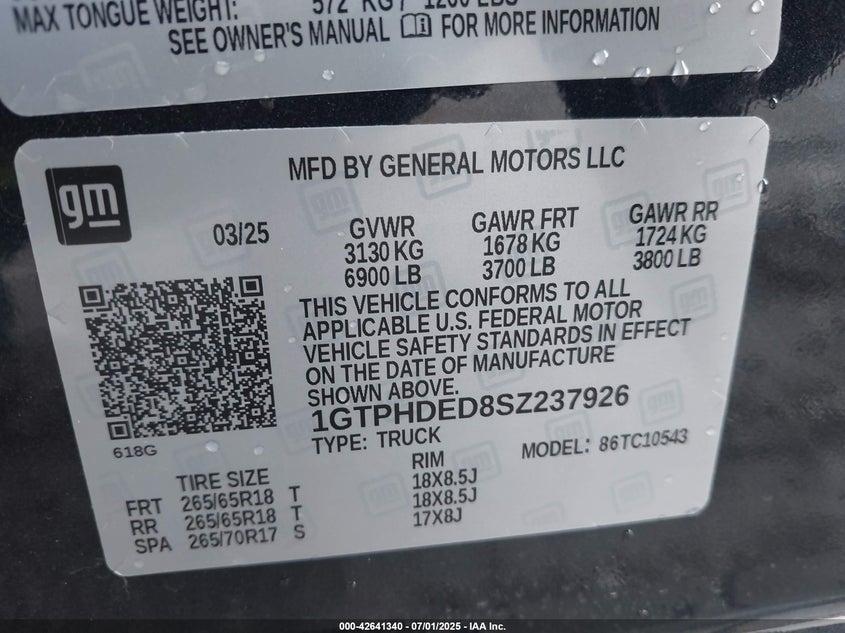 MAX TONGUE WEIGHT: 572 KG / 1260 LBS
SEE OWNER'S MANUAL FOR MORE INFORMATION
gm
MFD BY GENERAL MOTORS LLC
03/25 GVWR GAWR FRT GAWR RR
3130 KG 1678 KG 1724 KG
6900 LB 3700 LB 3800 LB
THIS VEHICLE CONFORMS TO ALL
APPLICABLE U.S. FEDERAL MOTOR
VEHICLE SAFETY STANDARDS IN EFFECT
ON THE DATE OF MANUFACTURE
SHOWN ABOVE.
1GTPHDED8SZ237926
618G
TYPE: TRUCK MODEL: 86TC10543
TIRE SIZE RIM
FRT 265/65R18 T 18X8.5J
RR 265/65R18 T 18X8.5J
SPA 265/70R17 S 17X8J
000-42641340 - 07/01/2025 - IAA Inc.